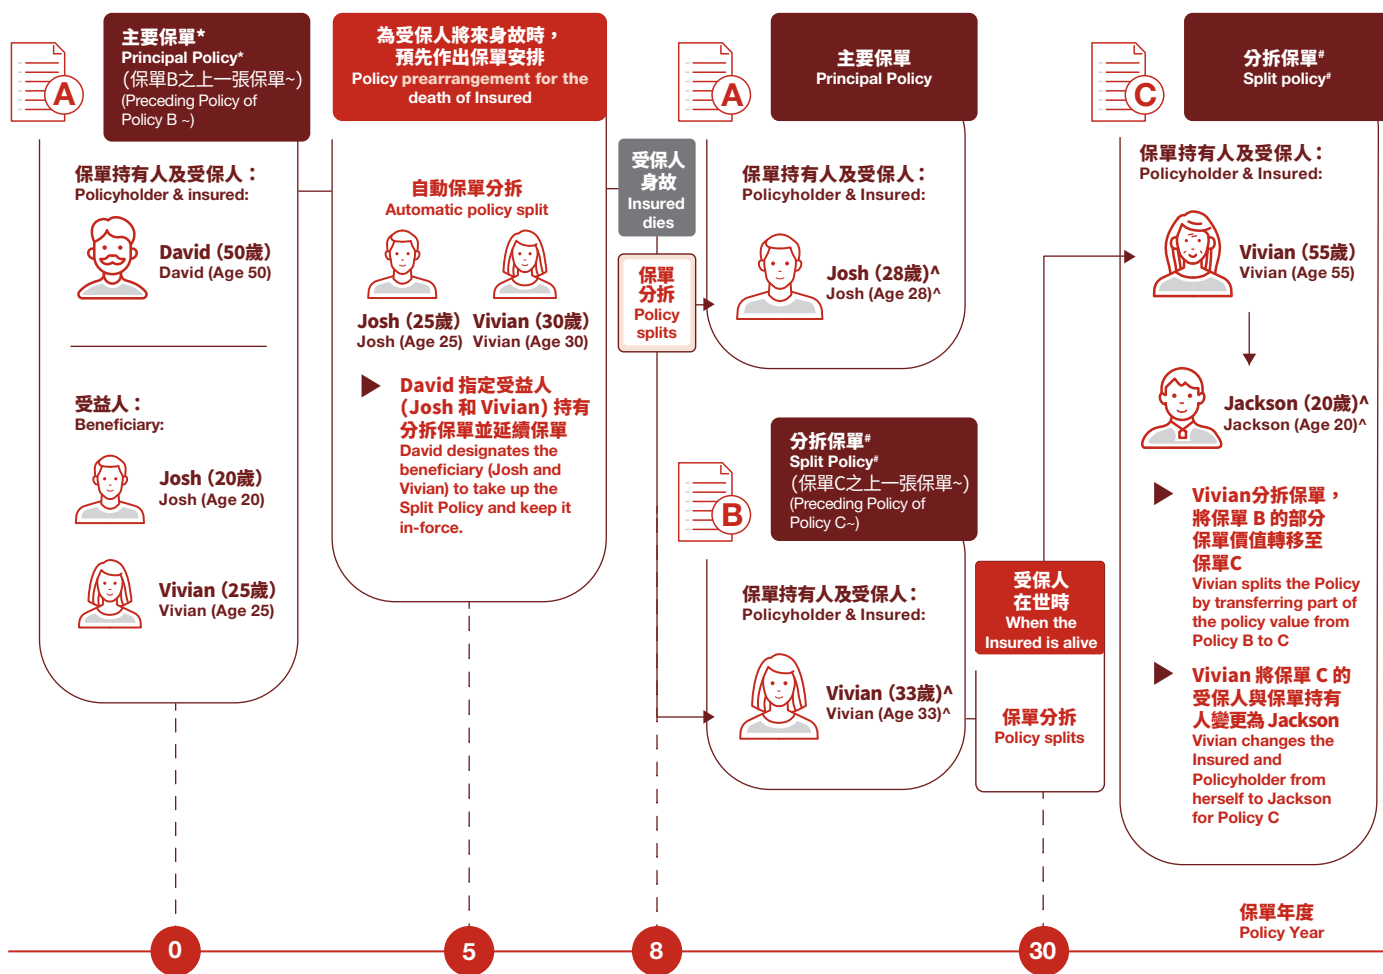 A
主要保單*
Principal Policy*
(保單B之上一張保單~)
(Preceding Policy of
Policy B ~)
保單持有人及受保人：
Policyholder & insured:
David (50歲)
David (Age 50)
受益人：
Beneficiary:
Josh (20歲)
Josh (Age 20)
Vivian (25歲)
Vivian (Age 25)
為受保人將來身故時，
預先作出保單安排
Policy prearrangement for the
death of Insured
自動保單分拆
Automatic policy split
Josh (25歲)
Josh (Age 25)
Vivian (30歲)
Vivian (Age 30)
David 指定受益人
(Josh 和 Vivian) 持有
分拆保單並延續保單
David designates the
beneficiary (Josh and
Vivian) to take up the
Split Policy and keep it
in-force.
受保人
身故
Insured
dies
保單
分拆
Policy
splits
A
主要保單
Principal Policy
保單持有人及受保人：
Policyholder & Insured:
Josh (28歲)^
Josh (Age 28)^
B
分拆保單#
Split Policy#
(保單C之上一張保單~)
(Preceding Policy of
Policy C~)
保單持有人及受保人：
Policyholder & Insured:
Vivian (33歲)^
Vivian (Age 33)^
受保人
在世時
When the
Insured is alive
保單分拆
Policy splits
C
分拆保單#
Split policy#
保單持有人及受保人：
Policyholder & Insured:
Vivian (55歲)
Vivian (Age 55)
Jackson (20歲)^
Jackson (Age 20)^
Vivian分拆保單，
將保單 B 的部分
保單價值轉移至
保單C
Vivian splits the Policy
by transferring part of
the policy value from
Policy B to C
Vivian 將保單 C 的
受保人與保單持有
人變更為 Jackson
Vivian changes the
Insured and
Policyholder from
herself to Jackson
for Policy C
保單年度
Policy Year
0
5
8
30